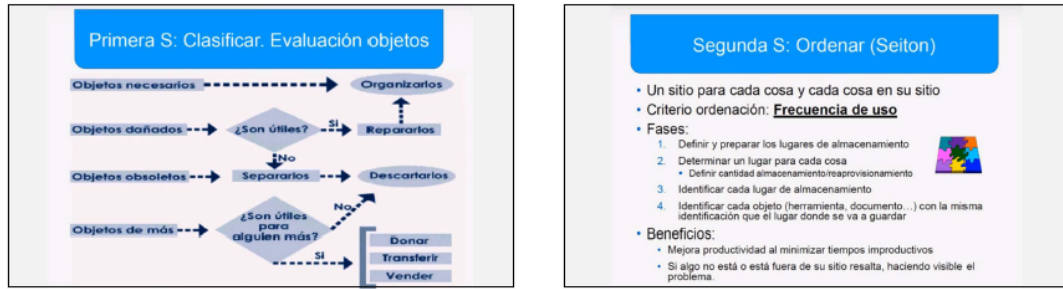 Primera S: Clasificar. Evaluación objetos
Objetos necesarios
Organizarlos
Objetos dañados
¿Son útiles?
Si
Repararlos
No
Objetos obsoletos
Separarlos
Descartarlos
Objetos de más
¿Son útiles
para
alguien más?
No
Si
Donar
Transferir
Vender
Segunda S: Ordenar (Seiton)
• Un sitio para cada cosa y cada cosa en su sitio
• Criterio ordenación: Frecuencia de uso
• Fases:
1. Definir y preparar los lugares de almacenamiento
2. Determinar un lugar para cada cosa
• Definir cantidad almacenamiento/reaprovisionamiento
3. Identificar cada lugar de almacenamiento
4. Identificar cada objeto (herramienta, documento…) con la misma
identificación que el lugar donde se va a guardar
• Beneficios:
• Mejora productividad al minimizar tiempos improductivos
• Si algo no está o está fuera de su sitio resalta, haciendo visible el
problema.